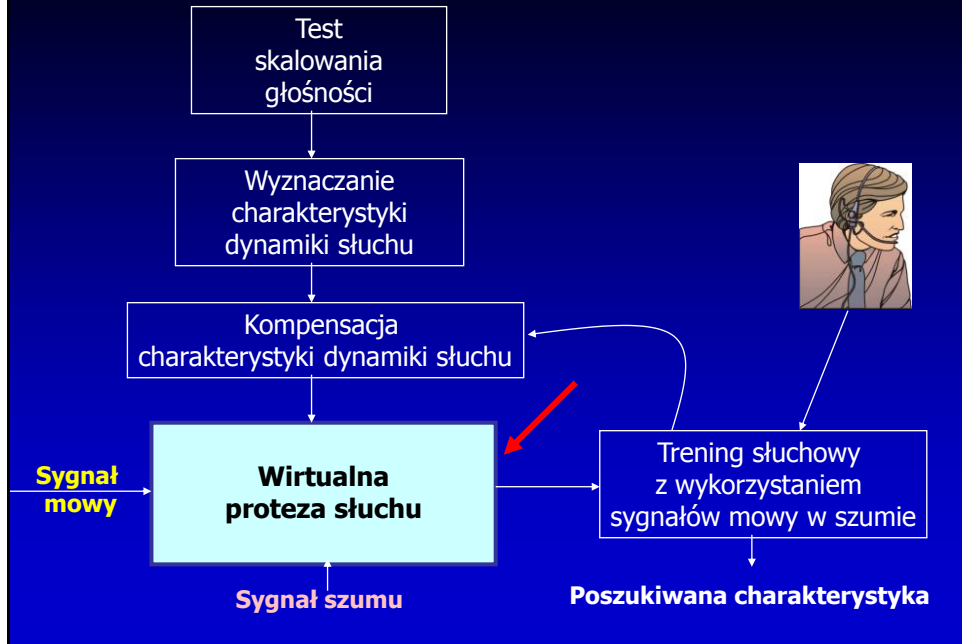 Test
skalowania
głośności
Wyznaczanie
charakterystyki
dynamiki słuchu
Kompensacja
charakterystyki dynamiki słuchu
Sygnał
mowy
Wirtualna
proteza słuchu
Trening słuchowy
z wykorzystaniem
sygnałów mowy w szumie
Sygnał szumu
Poszukiwana charakterystyka